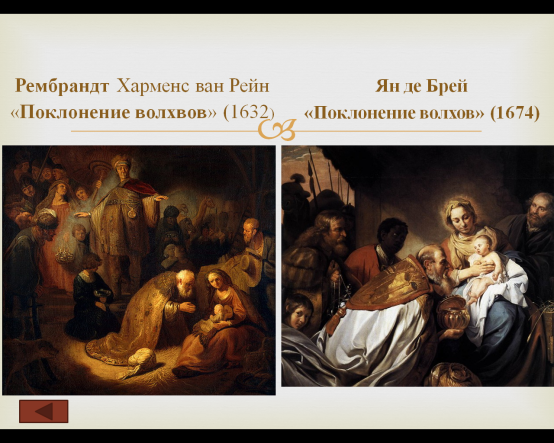 Рембрандт Харменс ван Рейн
«Поклонение волхвов» (1632)
Ян де Брей
«Поклонение волхов» (1674)